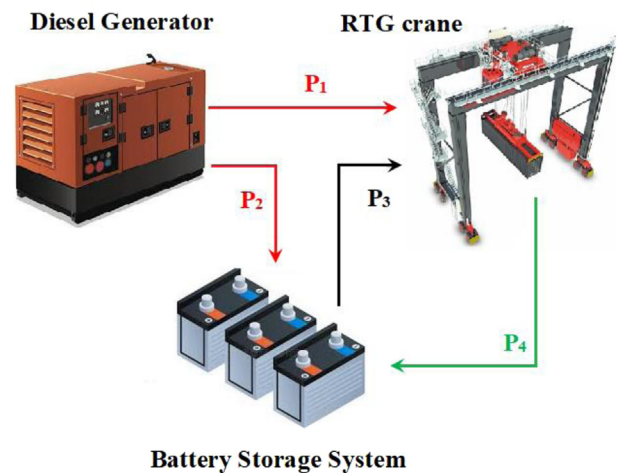 Diesel Generator
RTG crane
P₁
P₂
P₃
P₄
Battery Storage System